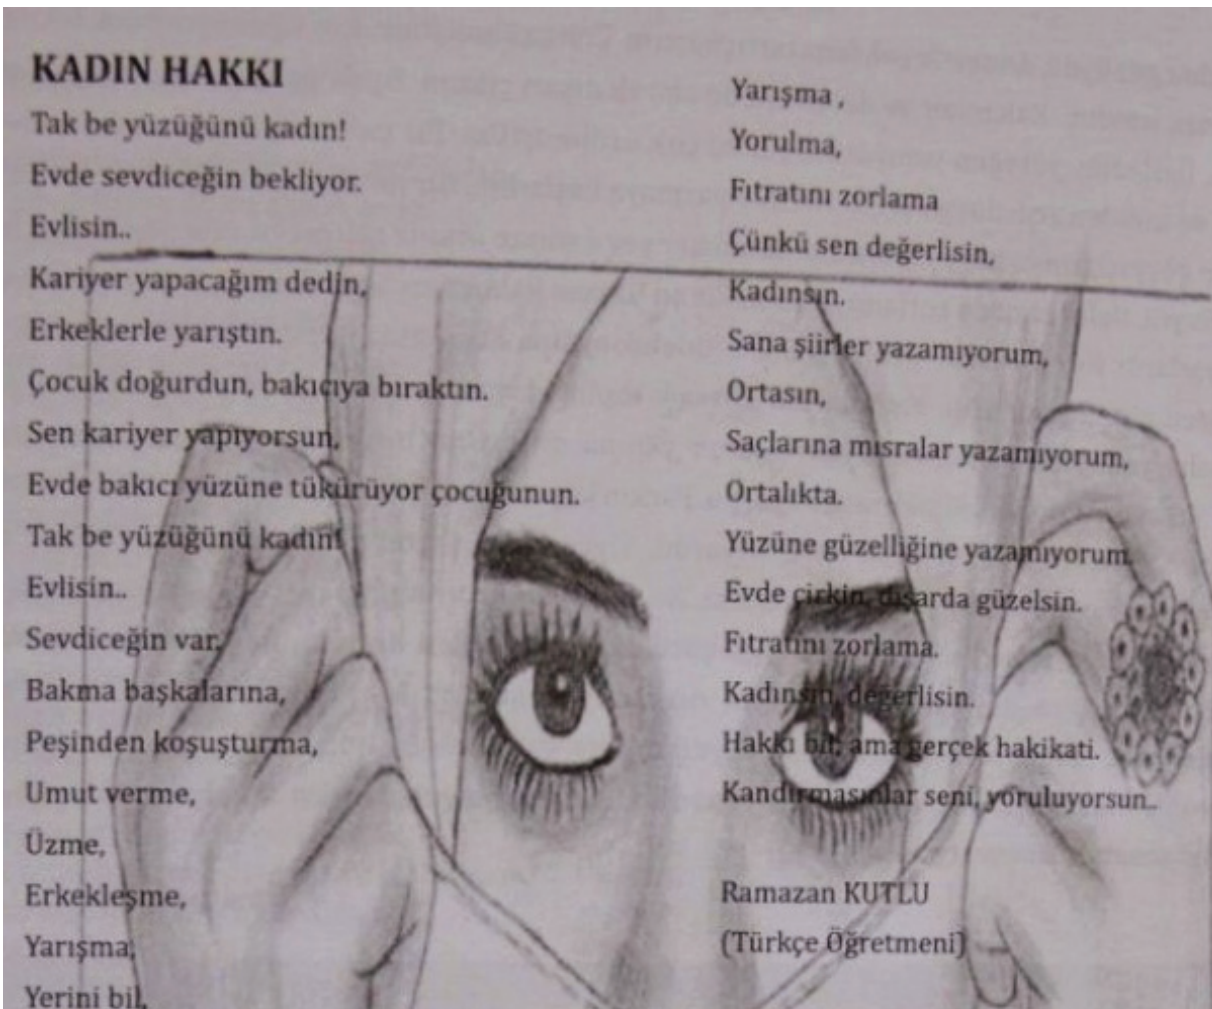 KADIN HAKKI
Tak be yüzüğünü kadın!
Evde sevdiceğin bekliyor.
Evlisin..
Kariyer yapacağım dedin,
Erkeklerle yarıştın.
Çocuk doğurdun, bakıcıya bıraktın.
Sen kariyer yapıyorsun,
Evde bakıcı yüzüne tükürüyor çocuğunun.
Tak be yüzüğünü kadın!
Evlisin..
Sevdiceğin var,
Bakma başkalarına,
Peşinden koşuşturma,
Umut verme,
Üzme,
Erkekleşme,
Yarışma,
Yerini bil,
Yarışma ,
Yorulma,
Fıtratını zorlama
Çünkü sen değerlisin,
Kadınsın.
Sana şiirler yazamıyorum,
Ortasın,
Saçlarına mısralar yazamıyorum,
Ortalıkta.
Yüzüne güzelliğine yazamıyorum.
Evde çirkin, dışarda güzelsin.
Fıtratını zorlama.
Kadınsın, değerlisin.
Hakkı bil, ama gerçek hakikati.
Kandırmasınlar seni, yoruluyorsun..
Ramazan KUTLU
(Türkçe Öğretmeni)